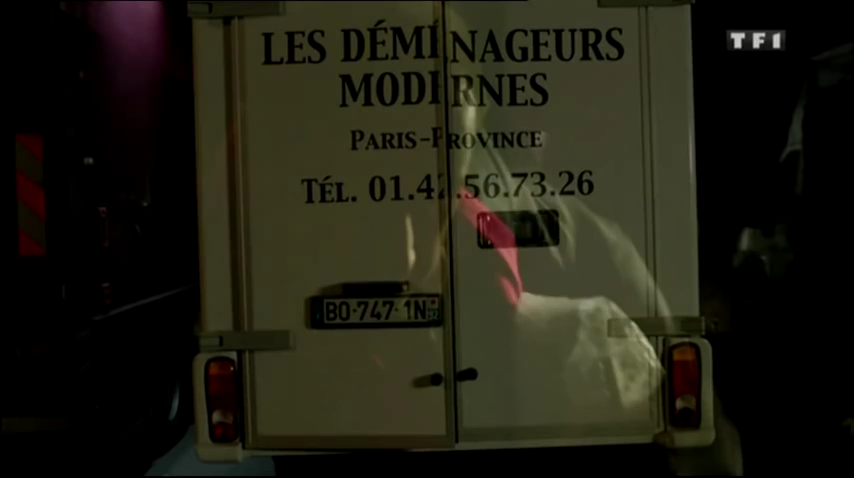 TF1
LES DÉMÉNAGEURS
MODERNES
PARIS-PROVINCE
TÉL. 01.42.56.73.26
BO·747·1N